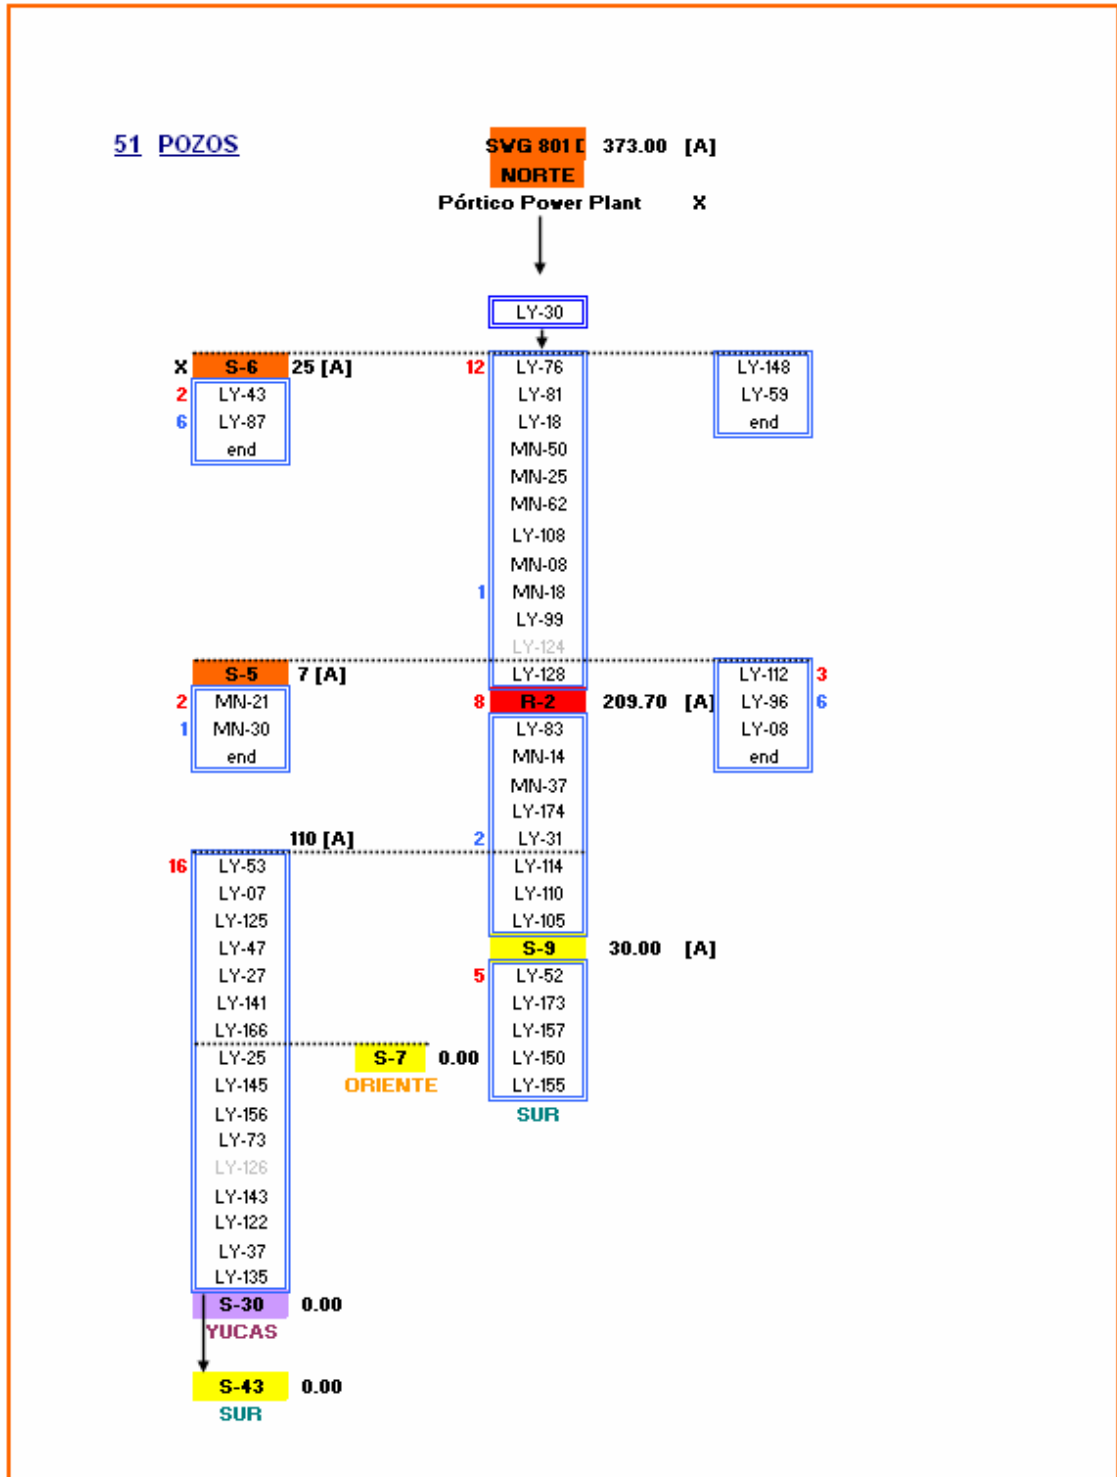 51 POZOS
SWG 801 D 373.00 [A]
NORTE
Pórtico Power Plant X
LY-30
X S-6 25 [A]
2 LY-43
6 LY-87
end
12 LY-76
LY-81
LY-18
MN-50
MN-25
MN-62
LY-108
MN-08
1 MN-18
LY-99
LY-124
LY-128
LY-148
LY-59
end
S-5 7 [A]
2 MN-21
1 MN-30
end
8 R-2 209.70 [A]
LY-83
MN-14
MN-37
LY-174
2 LY-31
LY-114
LY-110
LY-105
LY-112 3
LY-96 6
LY-08
end
110 [A]
16 LY-53
LY-07
LY-125
LY-47
LY-27
LY-141
LY-166
LY-25
LY-145
LY-156
LY-73
LY-126
LY-143
LY-122
LY-37
LY-135
S-9 30.00 [A]
5 LY-52
LY-173
LY-157
LY-150
LY-155
SUR
S-7 0.00
ORIENTE
S-30 0.00
YUCAS
S-43 0.00
SUR